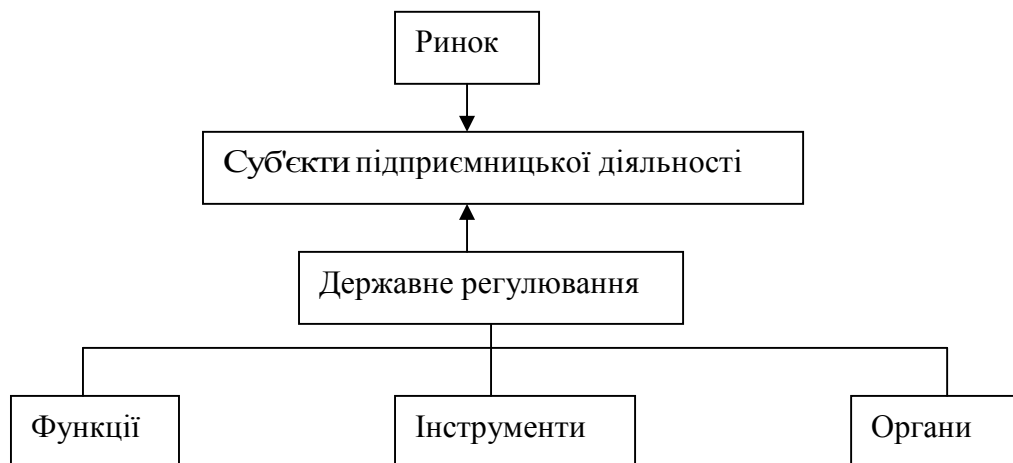 Ринок
Суб'єкти підприємницької діяльності
Державне регулювання
Функції
Інструменти
Органи